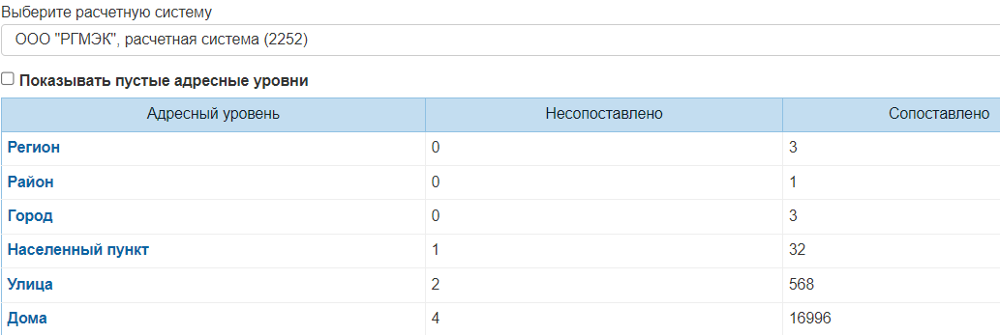 Выберите расчетную систему
ООО "РГМЭК", расчетная система (2252)
Показывать пустые адресные уровни
Адресный уровень Несопоставлено Сопоставлено
Регион 0 3
Район 0 1
Город 0 3
Населенный пункт 1 32
Улица 2 568
Дома 4 16996